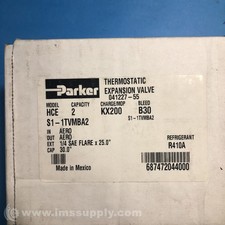 Parker
THERMOSTATIC
EXPANSION VALVE
041227-55
MODEL CAPACITY CHARGE/MOP BLEED
HCE 2 KX200 B30
S1-1TVMBA2 S1-1TVMBA2
IN AERO
OUT AERO
EXT 1/4 SAE FLARE x 25.0"
CAP 30.0"
REFRIGERANT
R410A
Made in Mexico
687472044000
© www.imssupply.com